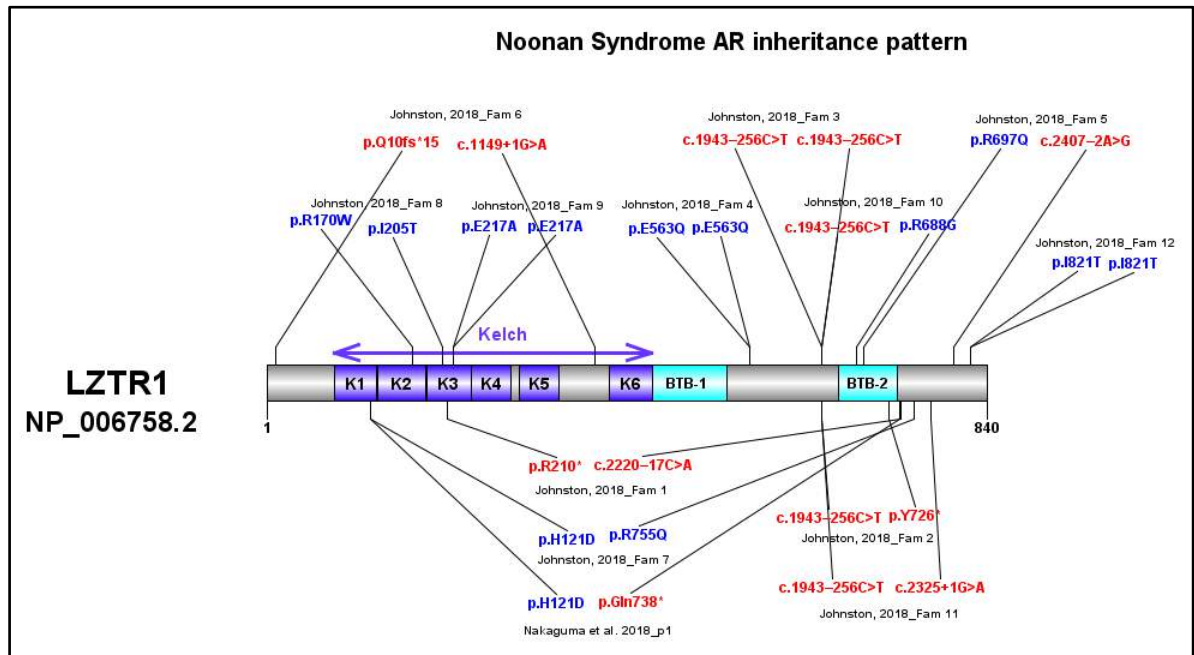 Noonan Syndrome AR inheritance pattern
Johnston, 2018_Fam 6
p.Q10fs*15 c.1149+1G>A
Johnston, 2018_Fam 3
c.1943–256C>T c.1943–256C>T
Johnston, 2018_Fam 5
p.R697Q c.2407–2A>G
Johnston, 2018_Fam 8
p.R170W p.I205T
Johnston, 2018_Fam 9
p.E217A p.E217A
Johnston, 2018_Fam 4
p.E563Q p.E563Q
Johnston, 2018_Fam 10
c.1943–256C>T p.R688G
Johnston, 2018_Fam 12
p.I821T p.I821T
Kelch
LZTR1
NP_006758.2
K1 K2 K3 K4 K5 K6 BTB-1 BTB-2
1 840
p.R210* c.2220–17C>A
Johnston, 2018_Fam 1
p.H121D p.R755Q
Johnston, 2018_Fam 7
p.H121D p.Gln738*
Nakaguma et al. 2018_p1
c.1943–256C>T p.Y726*
Johnston, 2018_Fam 2
c.1943–256C>T c.2325+1G>A
Johnston, 2018_Fam 11